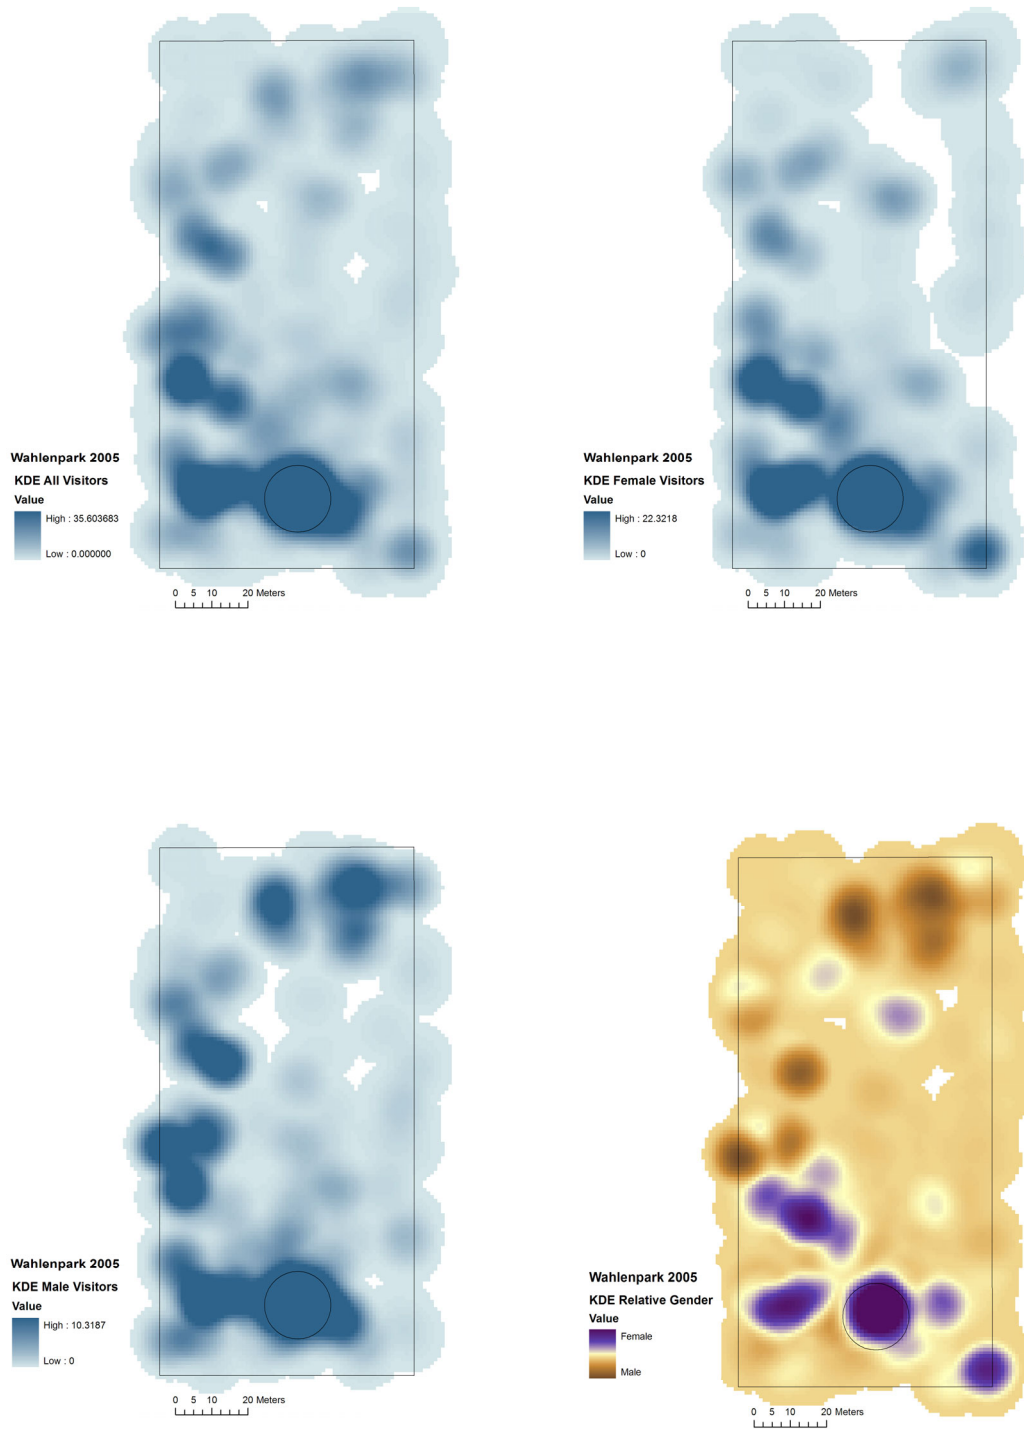 Wahlenpark 2005
KDE All Visitors
Value
High : 35.603683
Low : 0.000000
0 5 10 20 Meters
Wahlenpark 2005
KDE Female Visitors
Value
High : 22.3218
Low : 0
0 5 10 20 Meters
Wahlenpark 2005
KDE Male Visitors
Value
High : 10.3187
Low : 0
0 5 10 20 Meters
Wahlenpark 2005
KDE Relative Gender
Value
Female
Male
0 5 10 20 Meters